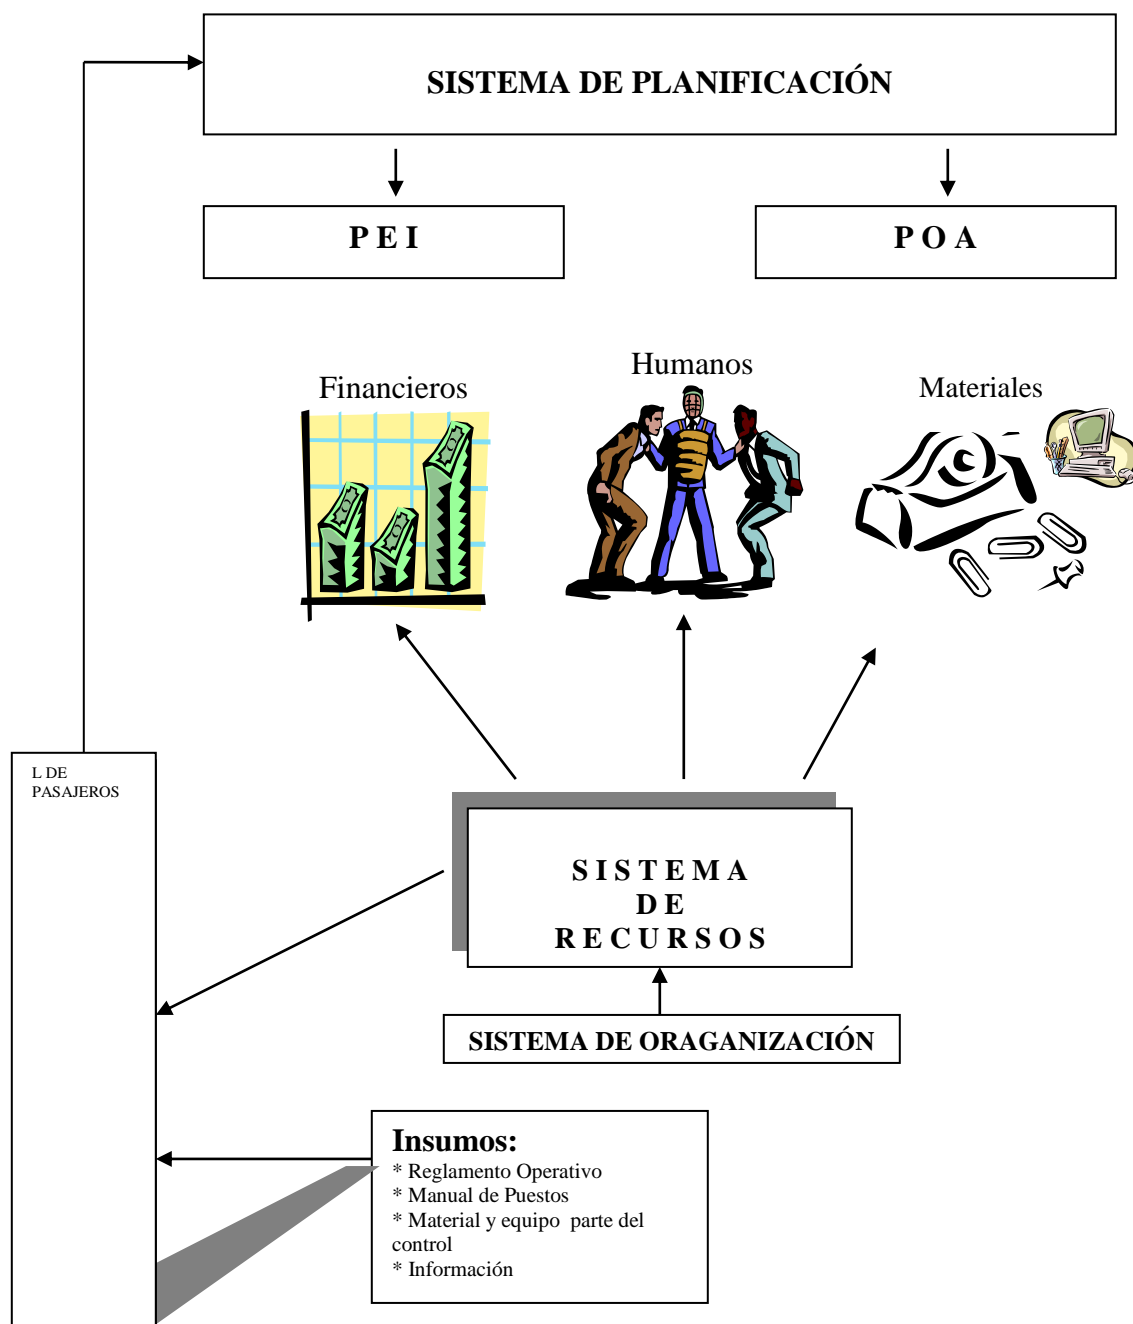 SISTEMA DE PLANIFICACIÓN
P E I
P O A
Financieros
Humanos
Materiales
L DE
PASAJEROS
S I S T E M A
D E
R E C U R S O S
SISTEMA DE ORAGANIZACIÓN
Insumos:
* Reglamento Operativo
* Manual de Puestos
* Material y equipo parte del
control
* Información